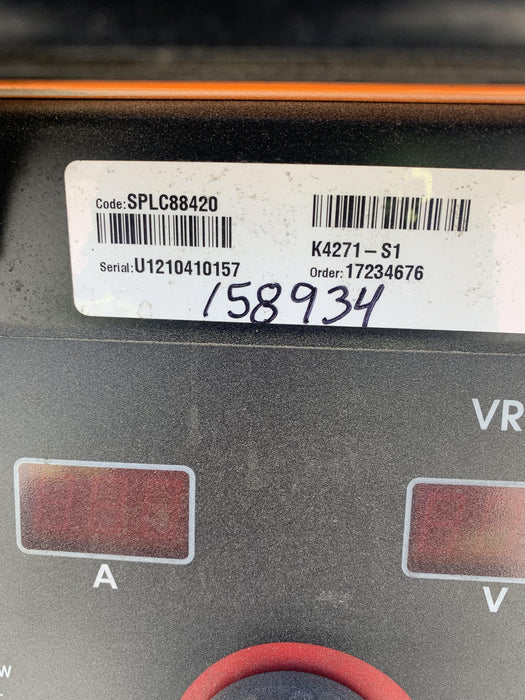 Code:SPLC88420
Serial:U1210410157
K4271–S1
Order:17234676
158934
VR
A
V
W